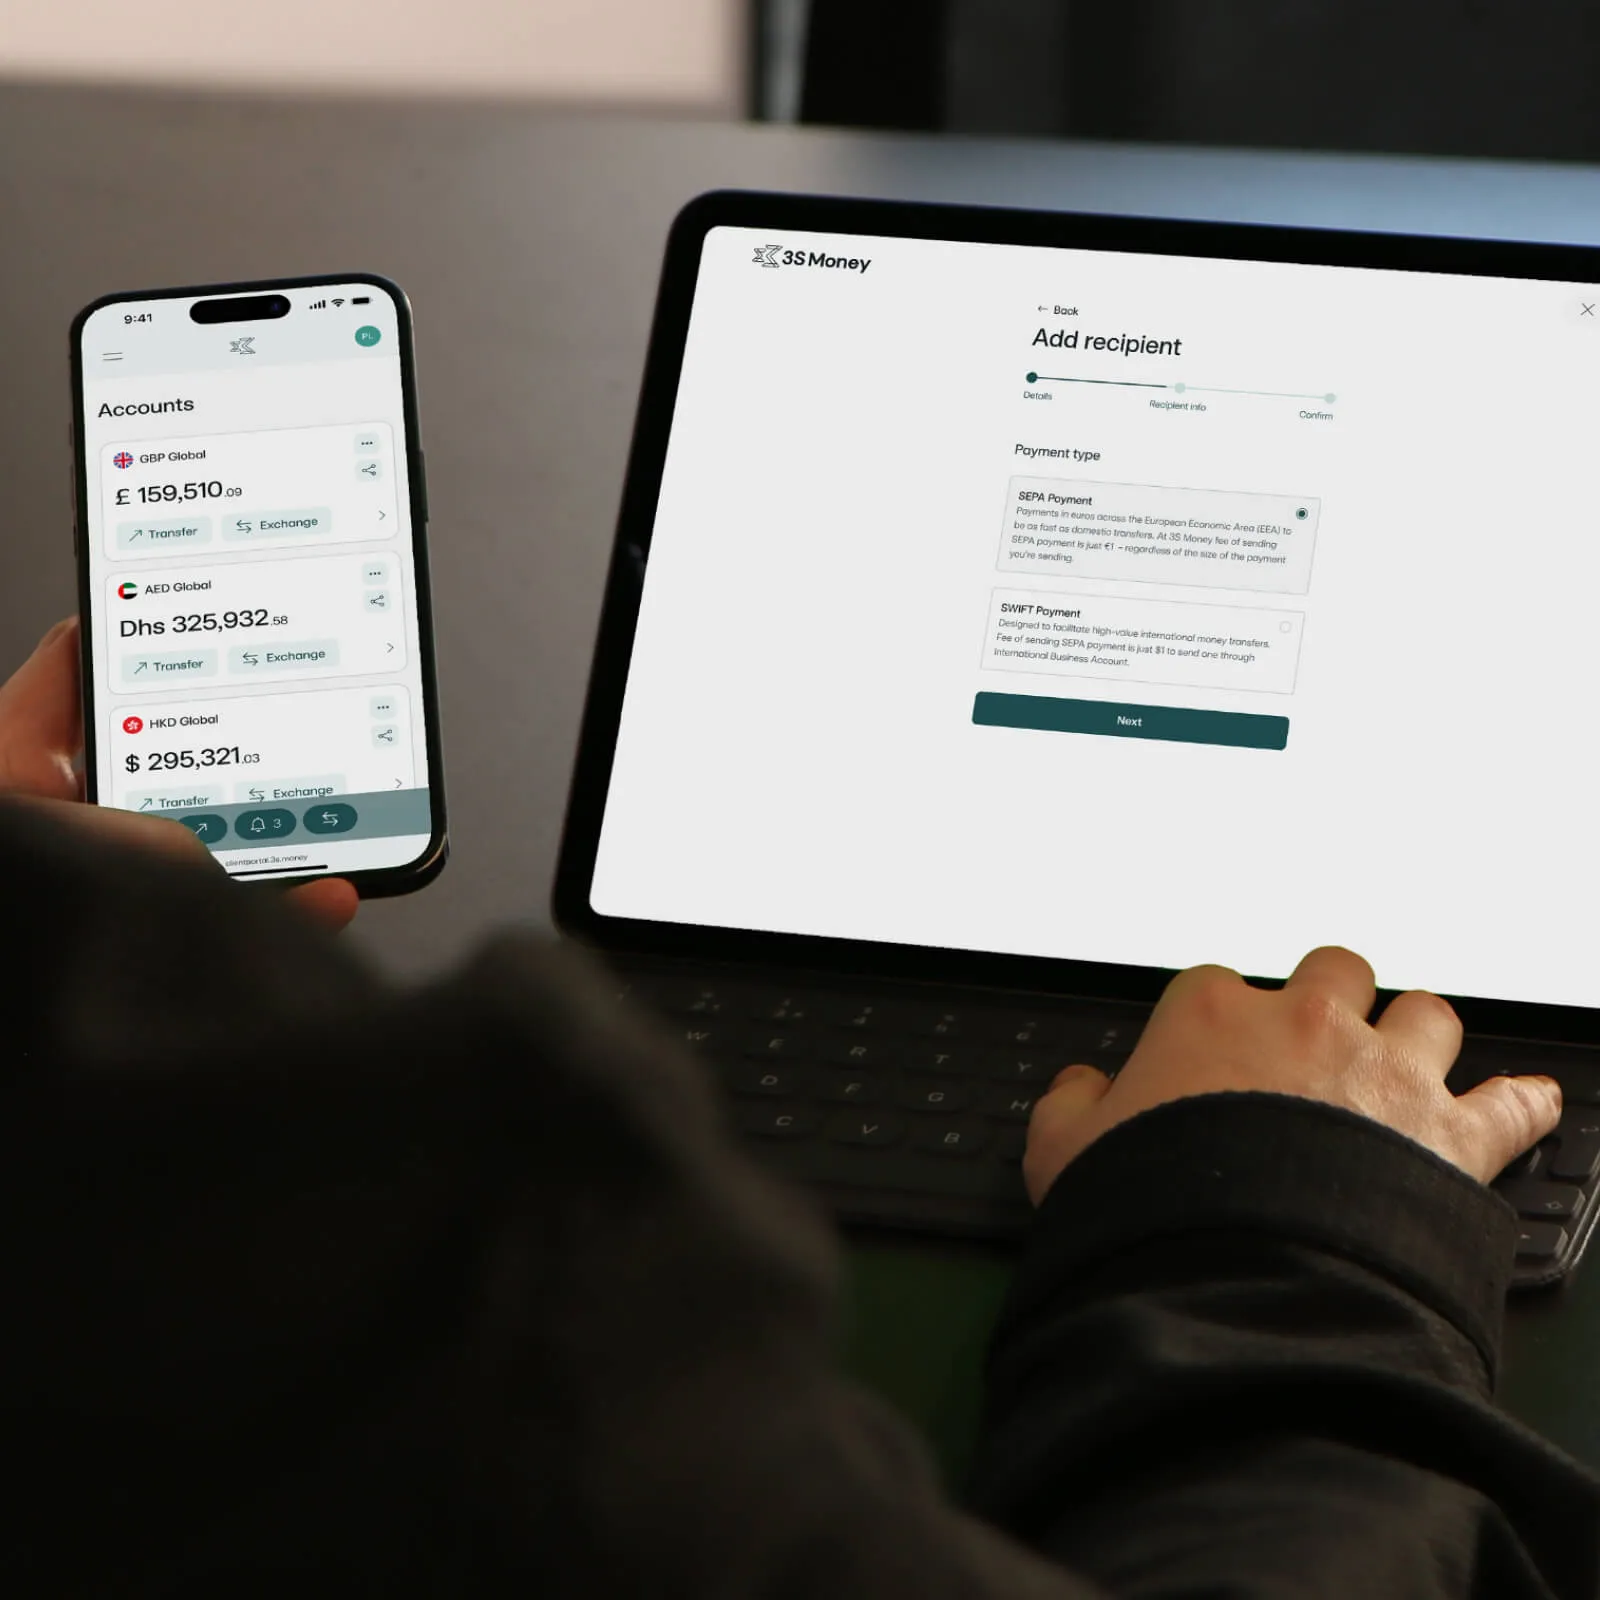 9:41
PL
Accounts
GBP Global
£ 159,510.09
Transfer
Exchange
AED Global
Dhs 325,932.58
Transfer
Exchange
HKD Global
$ 295,321.03
Transfer
Exchange
3
clientportal.3s.money
3S Money
← Back
Add recipient
Details
Recipient info
Confirm
Payment type
SEPA Payment
Payments in euros across the European Economic Area (EEA) to
be as fast as domestic transfers. At 3S Money fee of sending
SEPA payment is just €1 – regardless of the size of the payment
you're sending.
SWIFT Payment
Designed to facilitate high-value international money transfers.
Fee of sending SEPA payment is just $1 to send one through
International Business Account.
Next
4
6
7
W E R T Y
D F G H
C V B